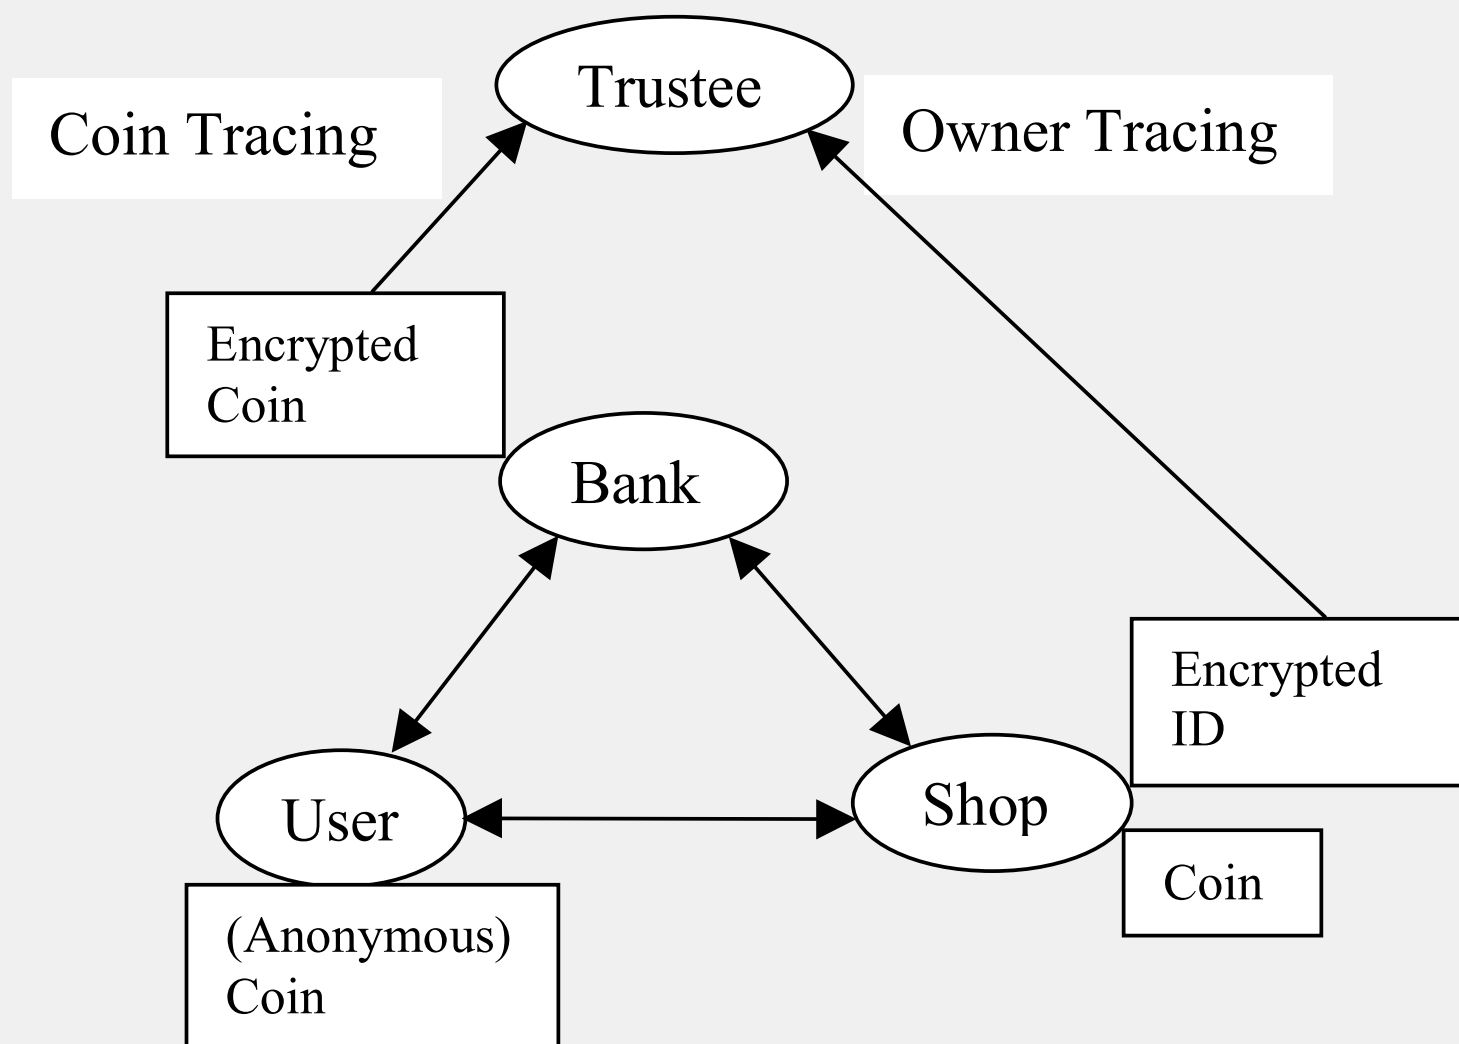 Trustee
Coin Tracing
Owner Tracing
Encrypted
Coin
Bank
Encrypted
ID
User
Shop
Coin
(Anonymous)
Coin